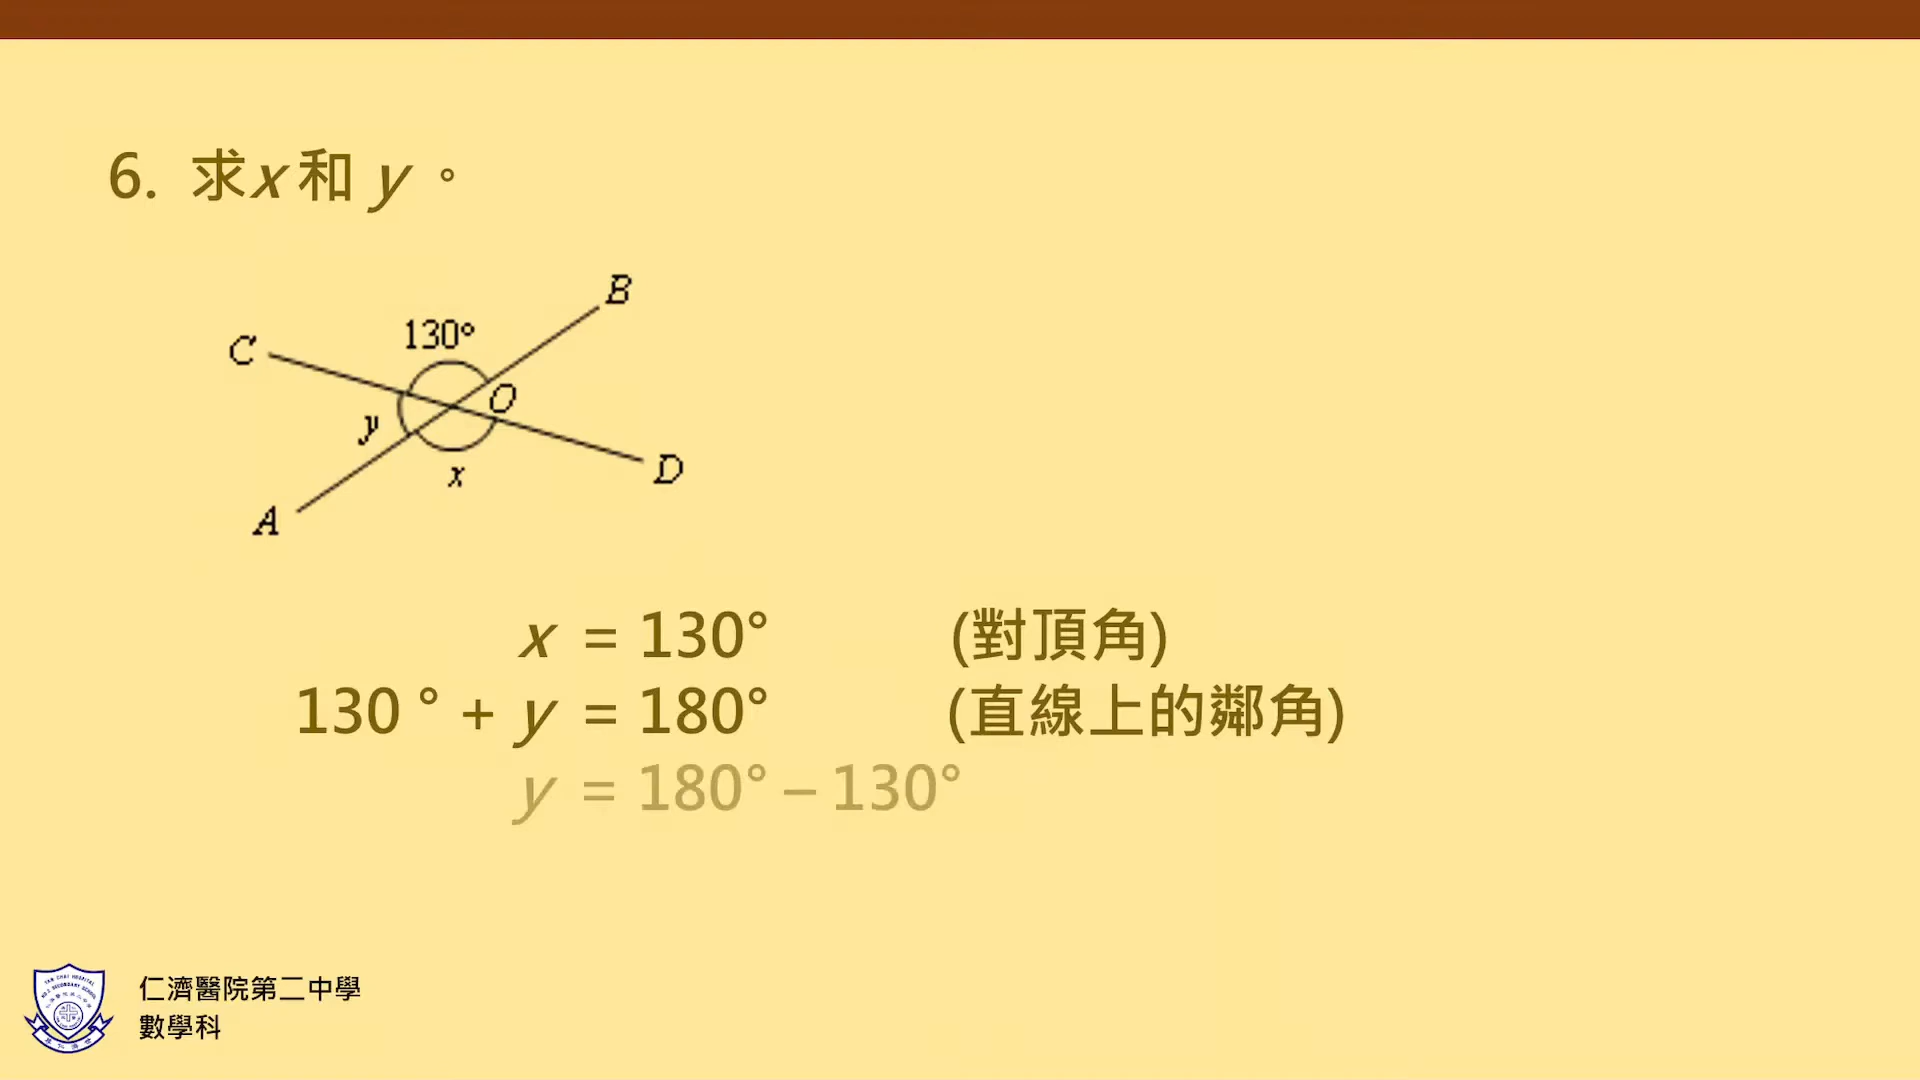 6. 求x和 y。
B
130°
C
O
y
D
x
A
x = 130° (對頂角)
130 ° + y = 180° (直線上的鄰角)
y = 180° – 130°
仁濟醫院第二中學
數學科